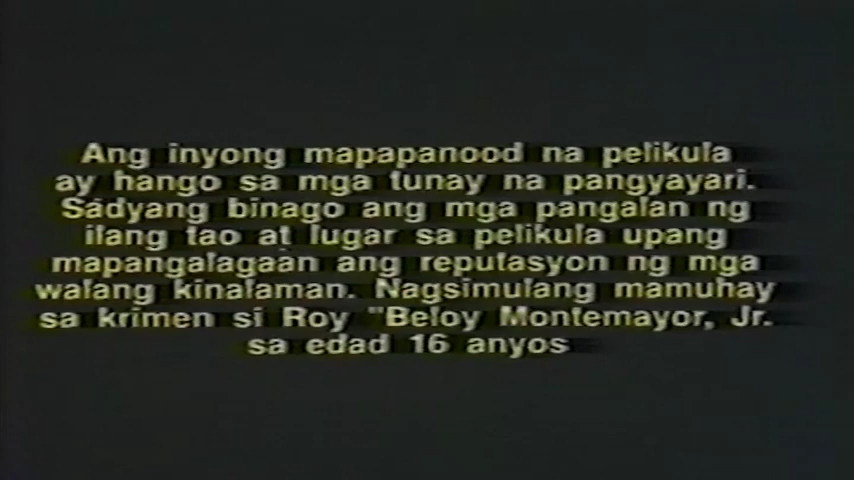 Ang inyong mapapanood na pelikula
ay hango sa mga tunay na pangyayari.
Sadyang binago ang mga pangalan ng
ilang tao at lugar sa pelikula upang
mapangalagaan ang reputasyon ng mga
walang kinalaman. Nagsimulang mamuhay
sa krimen si Roy "Beloy Montemayor, Jr.
sa edad 16 anyos